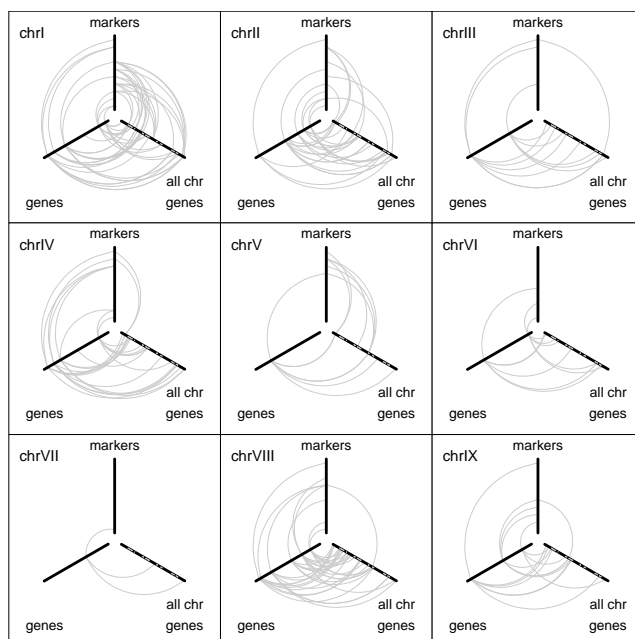 markers
markers
markers
chrI
chrII
chrIII
all chr
all chr
all chr
genes
genes
genes
genes
genes
genes
markers
markers
markers
chrIV
chrV
chrVI
all chr
all chr
all chr
genes
genes
genes
genes
genes
genes
markers
markers
markers
chrVII
chrVIII
chrIX
all chr
all chr
all chr
genes
genes
genes
genes
genes
genes